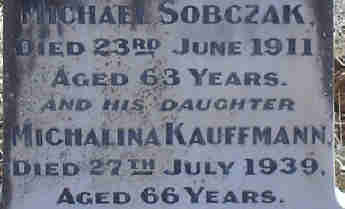 MICHAEL SOBCZAK,
DIED 23RD JUNE 1911
AGED 63 YEARS.
AND HIS DAUGHTER
MICHALINA KAUFFMANN,
DIED 27TH JULY 1939,
AGED 66 YEARS.